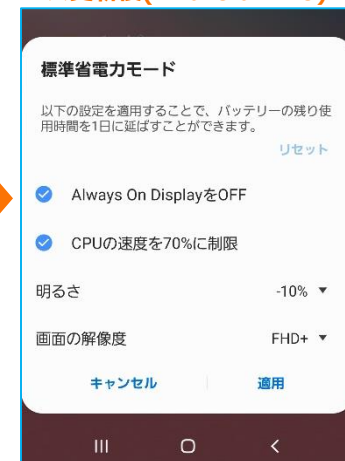 標準省電力モード
以下の設定を適用することで、バッテリーの残り使
用時間を1日に延ばすことができます。
リセット
Always On DisplayをOFF
CPUの速度を70%に制限
明るさ -10% ▼
画面の解像度 FHD+ ▼
キャンセル 適用